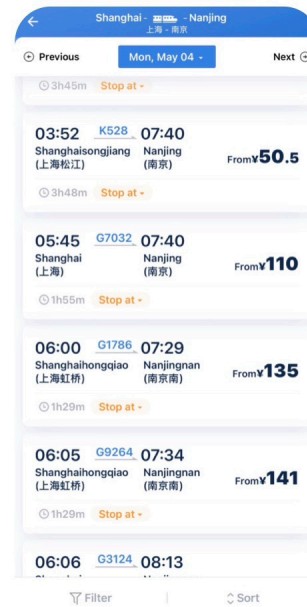 Shanghai - - Nanjing
上海 - 南京
Previous
Mon, May 04
Next
3h45m Stop at
03:52 K528 07:40
Shanghaisongjiang Nanjing
(上海松江) (南京)
From¥50.5
3h48m Stop at
05:45 G7032 07:40
Shanghai Nanjing
(上海) (南京)
From¥110
1h55m Stop at
06:00 G1786 07:29
Shanghaihongqiao Nanjingnan
(上海虹桥) (南京南)
From¥135
1h29m Stop at
06:05 G9264 07:34
Shanghaihongqiao Nanjingnan
(上海虹桥) (南京南)
From¥141
1h29m Stop at
06:06 G3124 08:13
Filter Sort